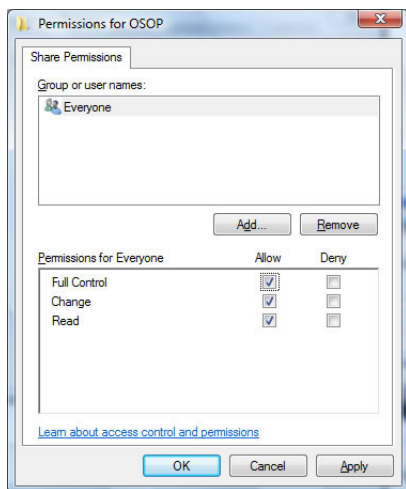 Permissions for OSOP
Share Permissions
Group or user names:
Everyone
Add... Remove
Permissions for Everyone Allow Deny
Full Control
Change
Read
Learn about access control and permissions
OK Cancel Apply